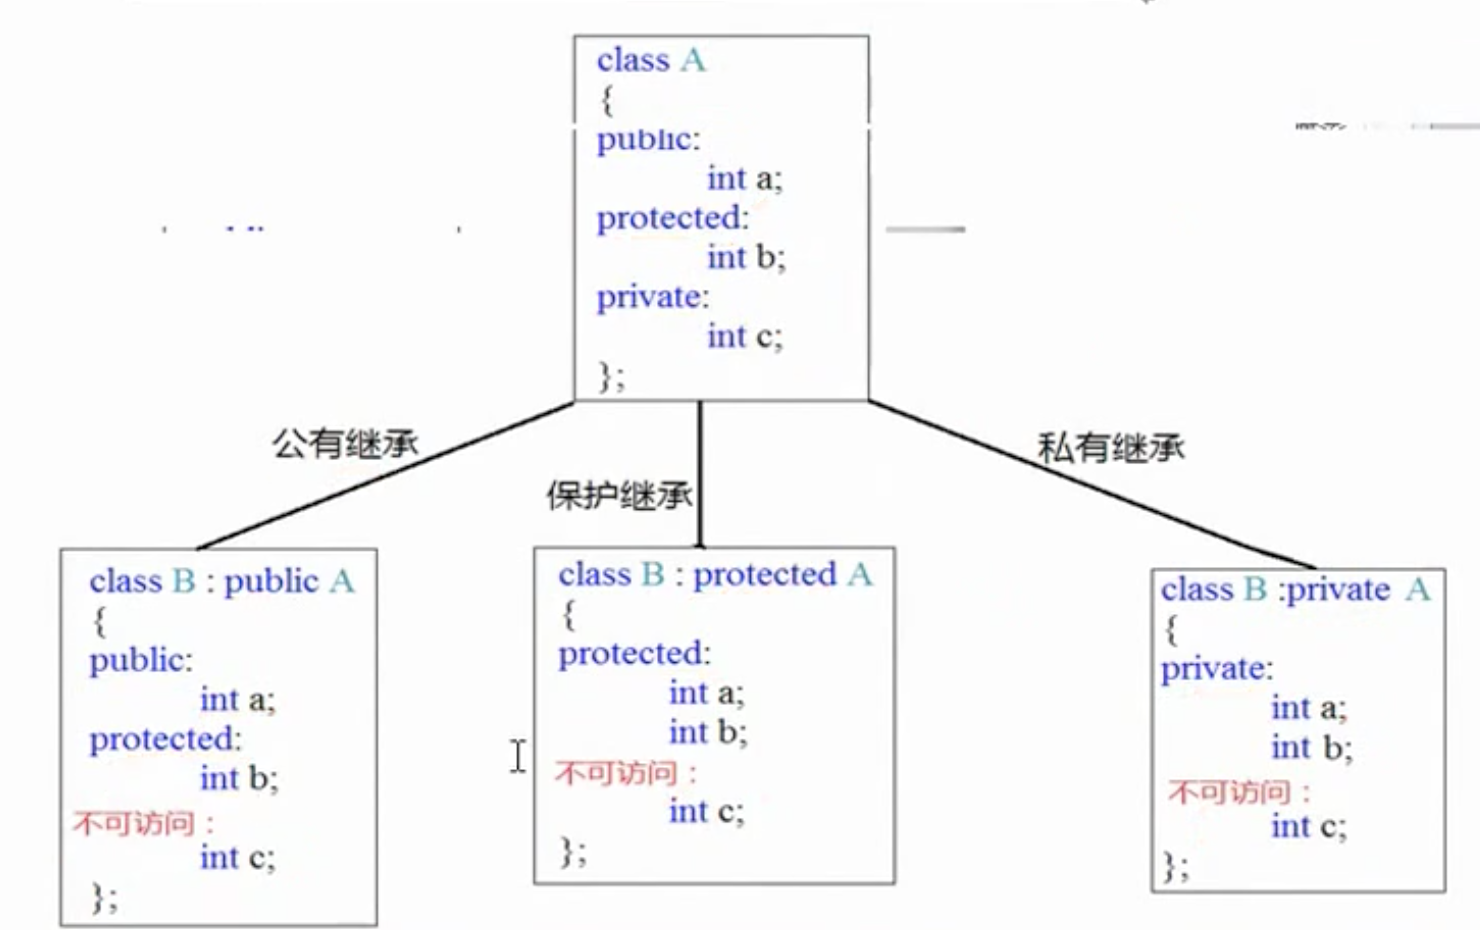 class A
{
public:
int a;
protected:
int b;
private:
int c;
};
公有继承
保护继承
私有继承
class B : public A
{
public:
int a;
protected:
int b;
不可访问：
int c;
};
class B : protected A
{
protected:
int a;
int b;
不可访问：
int c;
};
class B :private A
{
private:
int a;
int b;
不可访问：
int c;
};